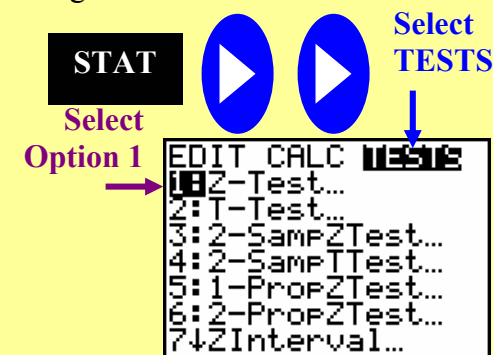 Select
TESTS
STAT
Select
Option 1
EDIT CALC TESTS
1:Z-Test…
2:T-Test…
3:2-SampZTest…
4:2-SampTTest…
5:1-PropZTest…
6:2-PropZTest…
7↓ZInterval…